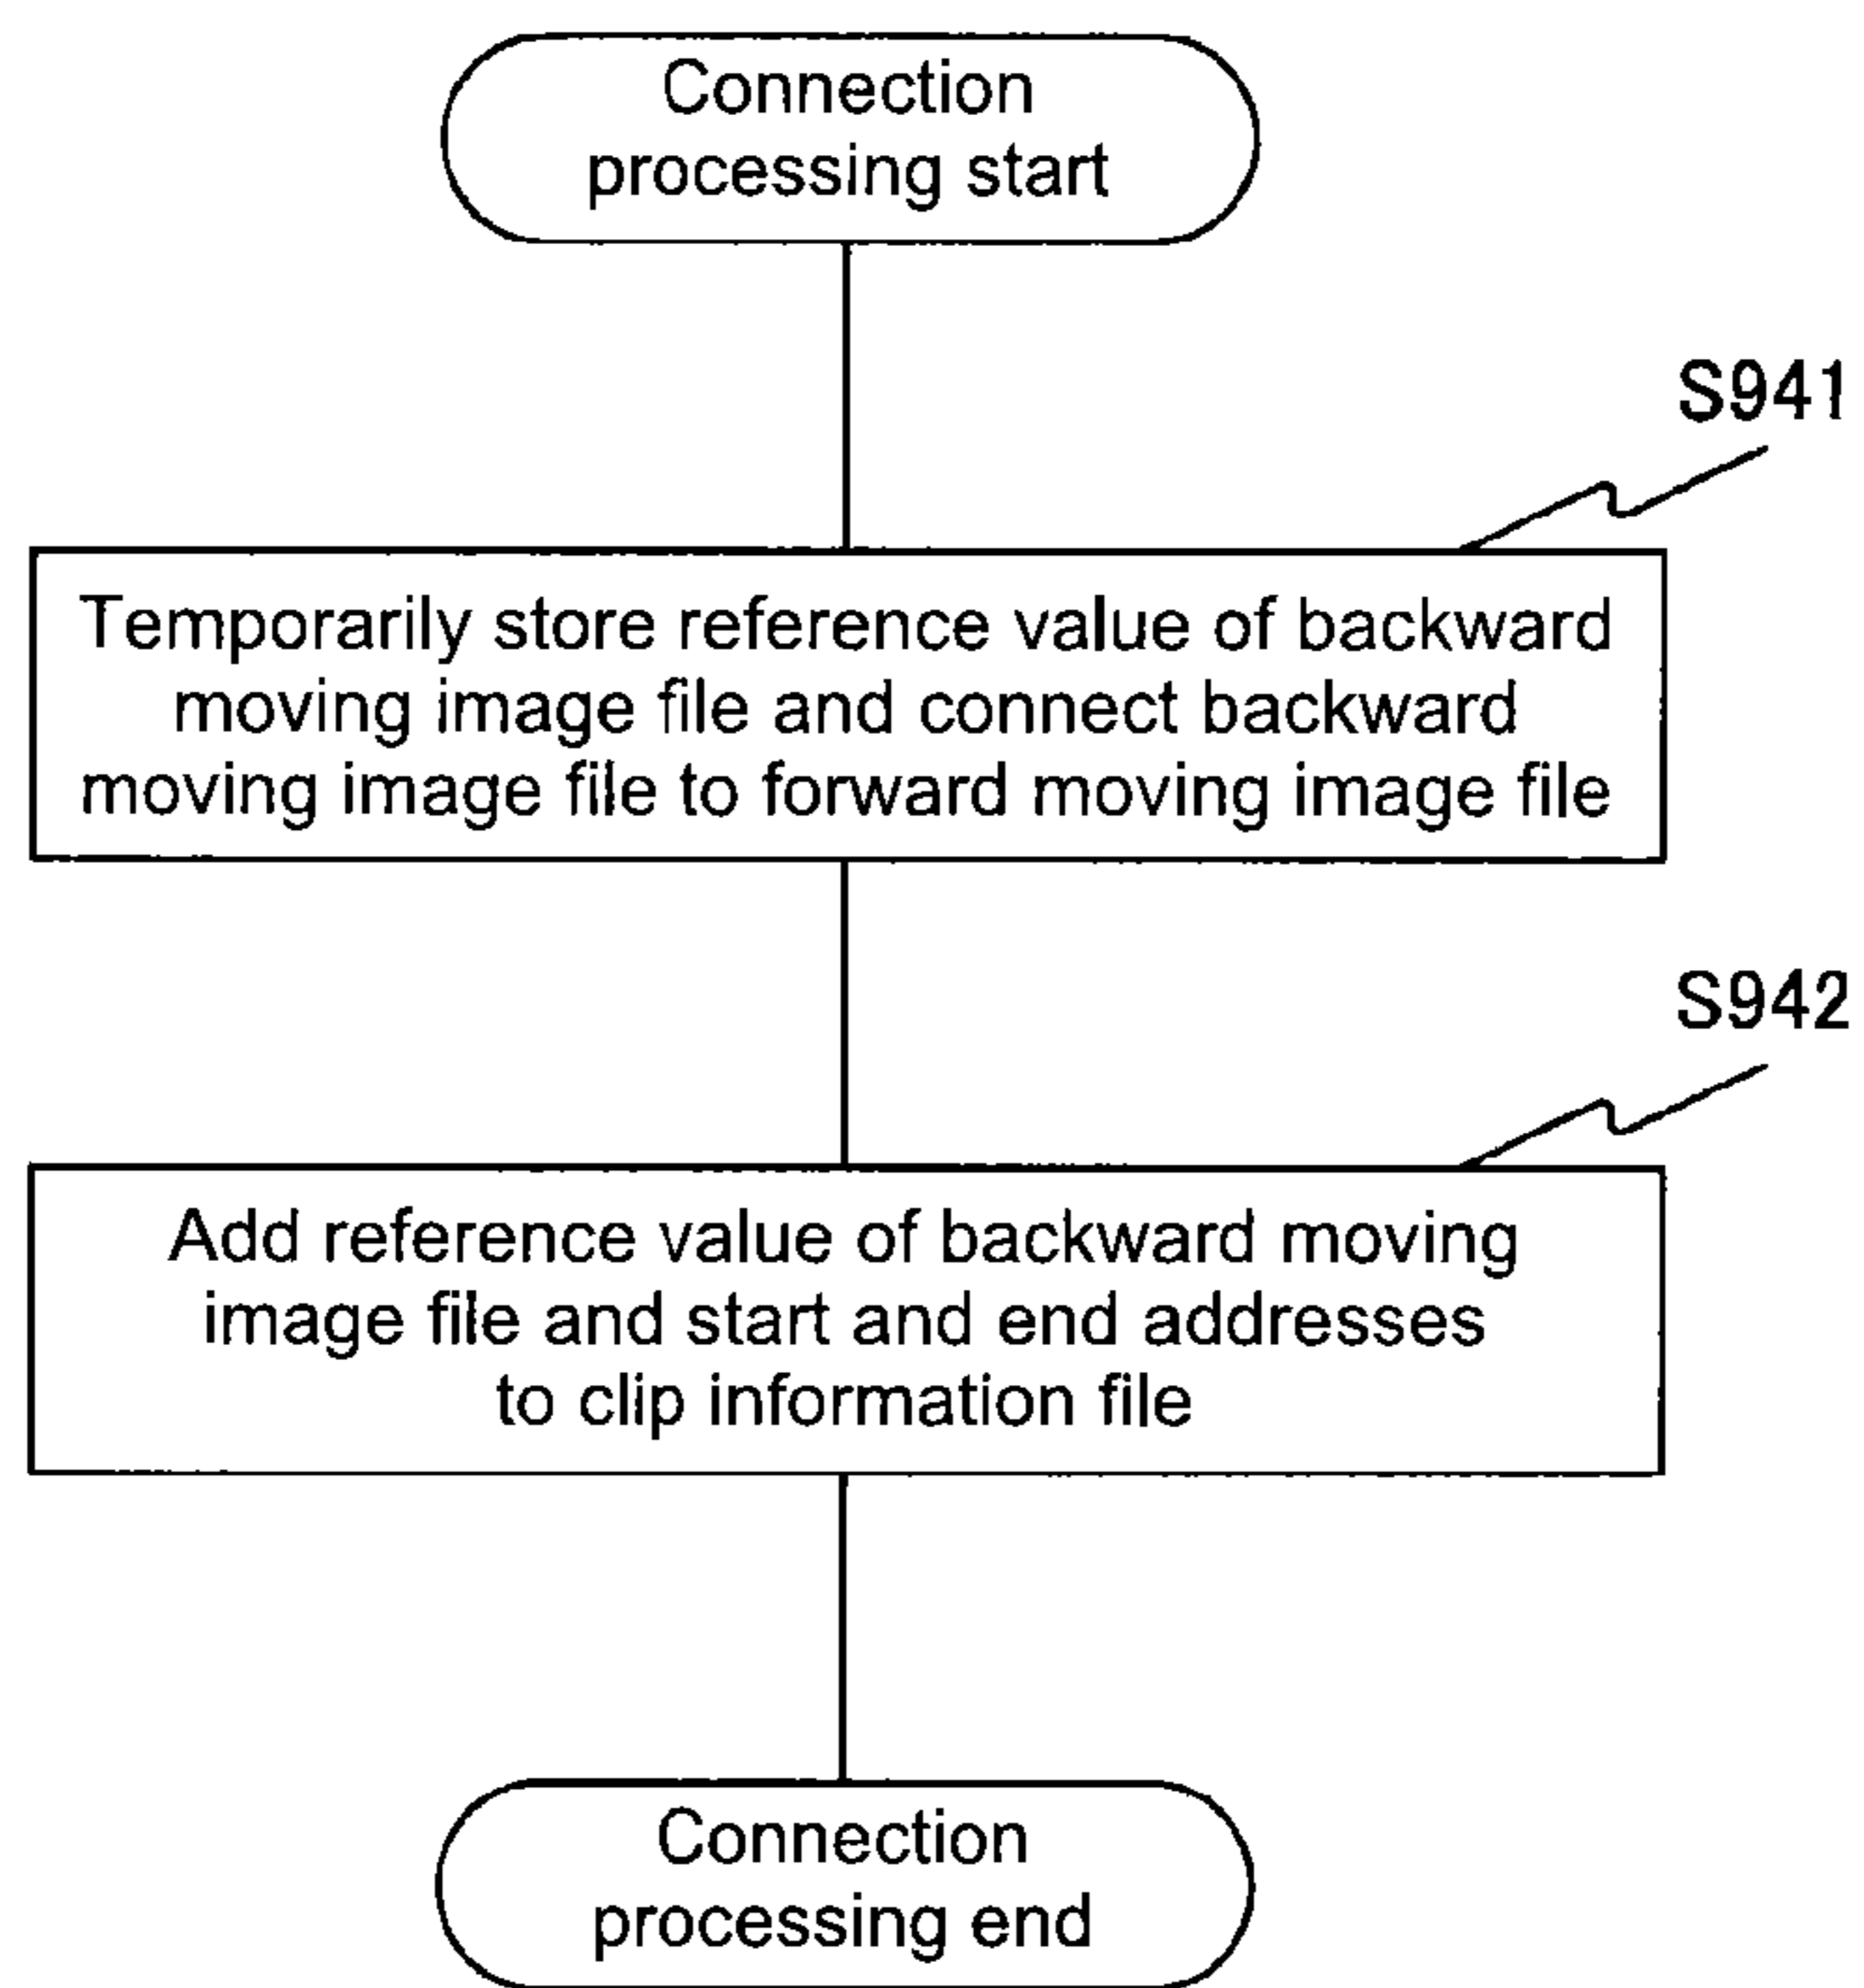 Connection
processing start
S941
Temporarily store reference value of backward
moving image file and connect backward
moving image file to forward moving image file
S942
Add reference value of backward moving
image file and start and end addresses
to clip information file
Connection
processing end